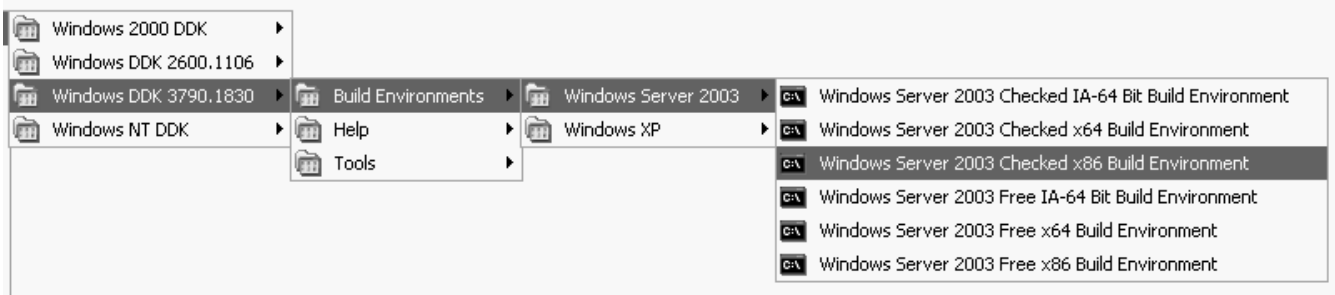 Windows 2000 DDK
Windows DDK 2600.1106
Windows DDK 3790.1830
Windows NT DDK
Build Environments
Help
Tools
Windows Server 2003
Windows XP
Windows Server 2003 Checked IA-64 Bit Build Environment
Windows Server 2003 Checked x64 Build Environment
Windows Server 2003 Checked x86 Build Environment
Windows Server 2003 Free IA-64 Bit Build Environment
Windows Server 2003 Free x64 Build Environment
Windows Server 2003 Free x86 Build Environment